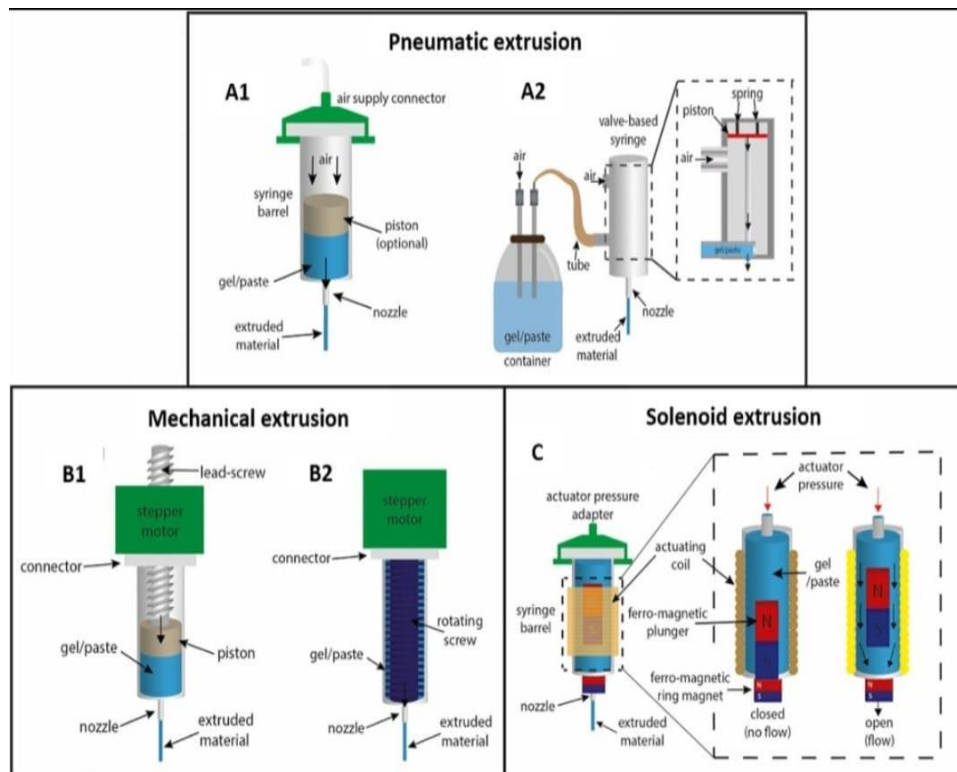 Pneumatic extrusion
A1
air supply connector
air
syringe
barrel
piston
(optional)
gel/paste
nozzle
extruded
material
A2
valve-based
syringe
air
air
tube
gel/paste
container
nozzle
extruded
material
spring
piston
air
gel/paste
Mechanical extrusion
B1
lead-screw
stepper
motor
connector
gel/paste
piston
nozzle
extruded
material
B2
stepper
motor
connector
rotating
screw
gel/paste
nozzle
extruded
material
Solenoid extrusion
C
actuator pressure
adapter
syringe
barrel
nozzle
extruded
material
actuator
pressure
actuating
coil
gel
/paste
ferro-magnetic
plunger
N
S
N
S
ferro-magnetic
ring magnet
N
S
N
S
closed
(no flow)
open
(flow)